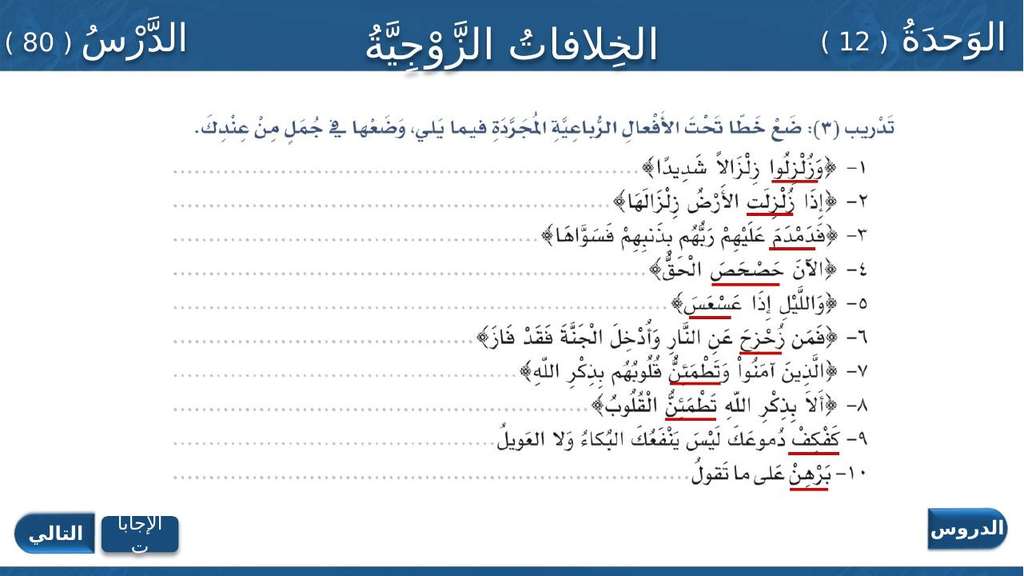 الوَحدَةُ ( 12 )
الخِلافاتُ الزَّوْجِيَّةُ
الدَّرْسُ ( 80 )
تَدْريب (٣): ضَعْ خَطًّا تَحْتَ الأَفْعالِ الرُّباعيَّةِ المُجَرَّدَةِ فيما يَلي، وَضَعْها في جُمَلٍ مِنْ عِنْدِكَ.
١- ﴿وَزُلْزِلُوا زِلْزَالاً شَدِيدًا﴾
٢- ﴿إِذَا زُلْزِلَتِ الأَرْضُ زِلْزَالَهَا﴾
٣- ﴿فَدَمْدَمَ عَلَيْهِمْ رَبُّهُم بِذَنبِهِمْ فَسَوَّاهَا﴾
٤- ﴿الآنَ حَصْحَصَ الْحَقُّ﴾
٥- ﴿وَاللَّيْلِ إِذَا عَسْعَسَ﴾
٦- ﴿فَمَن زُحْزِحَ عَنِ النَّارِ وَأُدْخِلَ الْجَنَّةَ فَقَدْ فَازَ﴾
٧- ﴿الَّذِينَ آمَنُواْ وَتَطْمَئِنُّ قُلُوبُهُم بِذِكْرِ اللّهِ﴾
٨- ﴿أَلاَ بِذِكْرِ اللّهِ تَطْمَئِنُّ الْقُلُوبُ﴾
٩- كَفْكِفْ دُموعَكَ لَيْسَ يَنْفَعُكَ البُكاءُ وَلا العَويلُ
١٠- بَرْهِنْ عَلى ما تَقولُ
الدروس
الإجابات
التالي